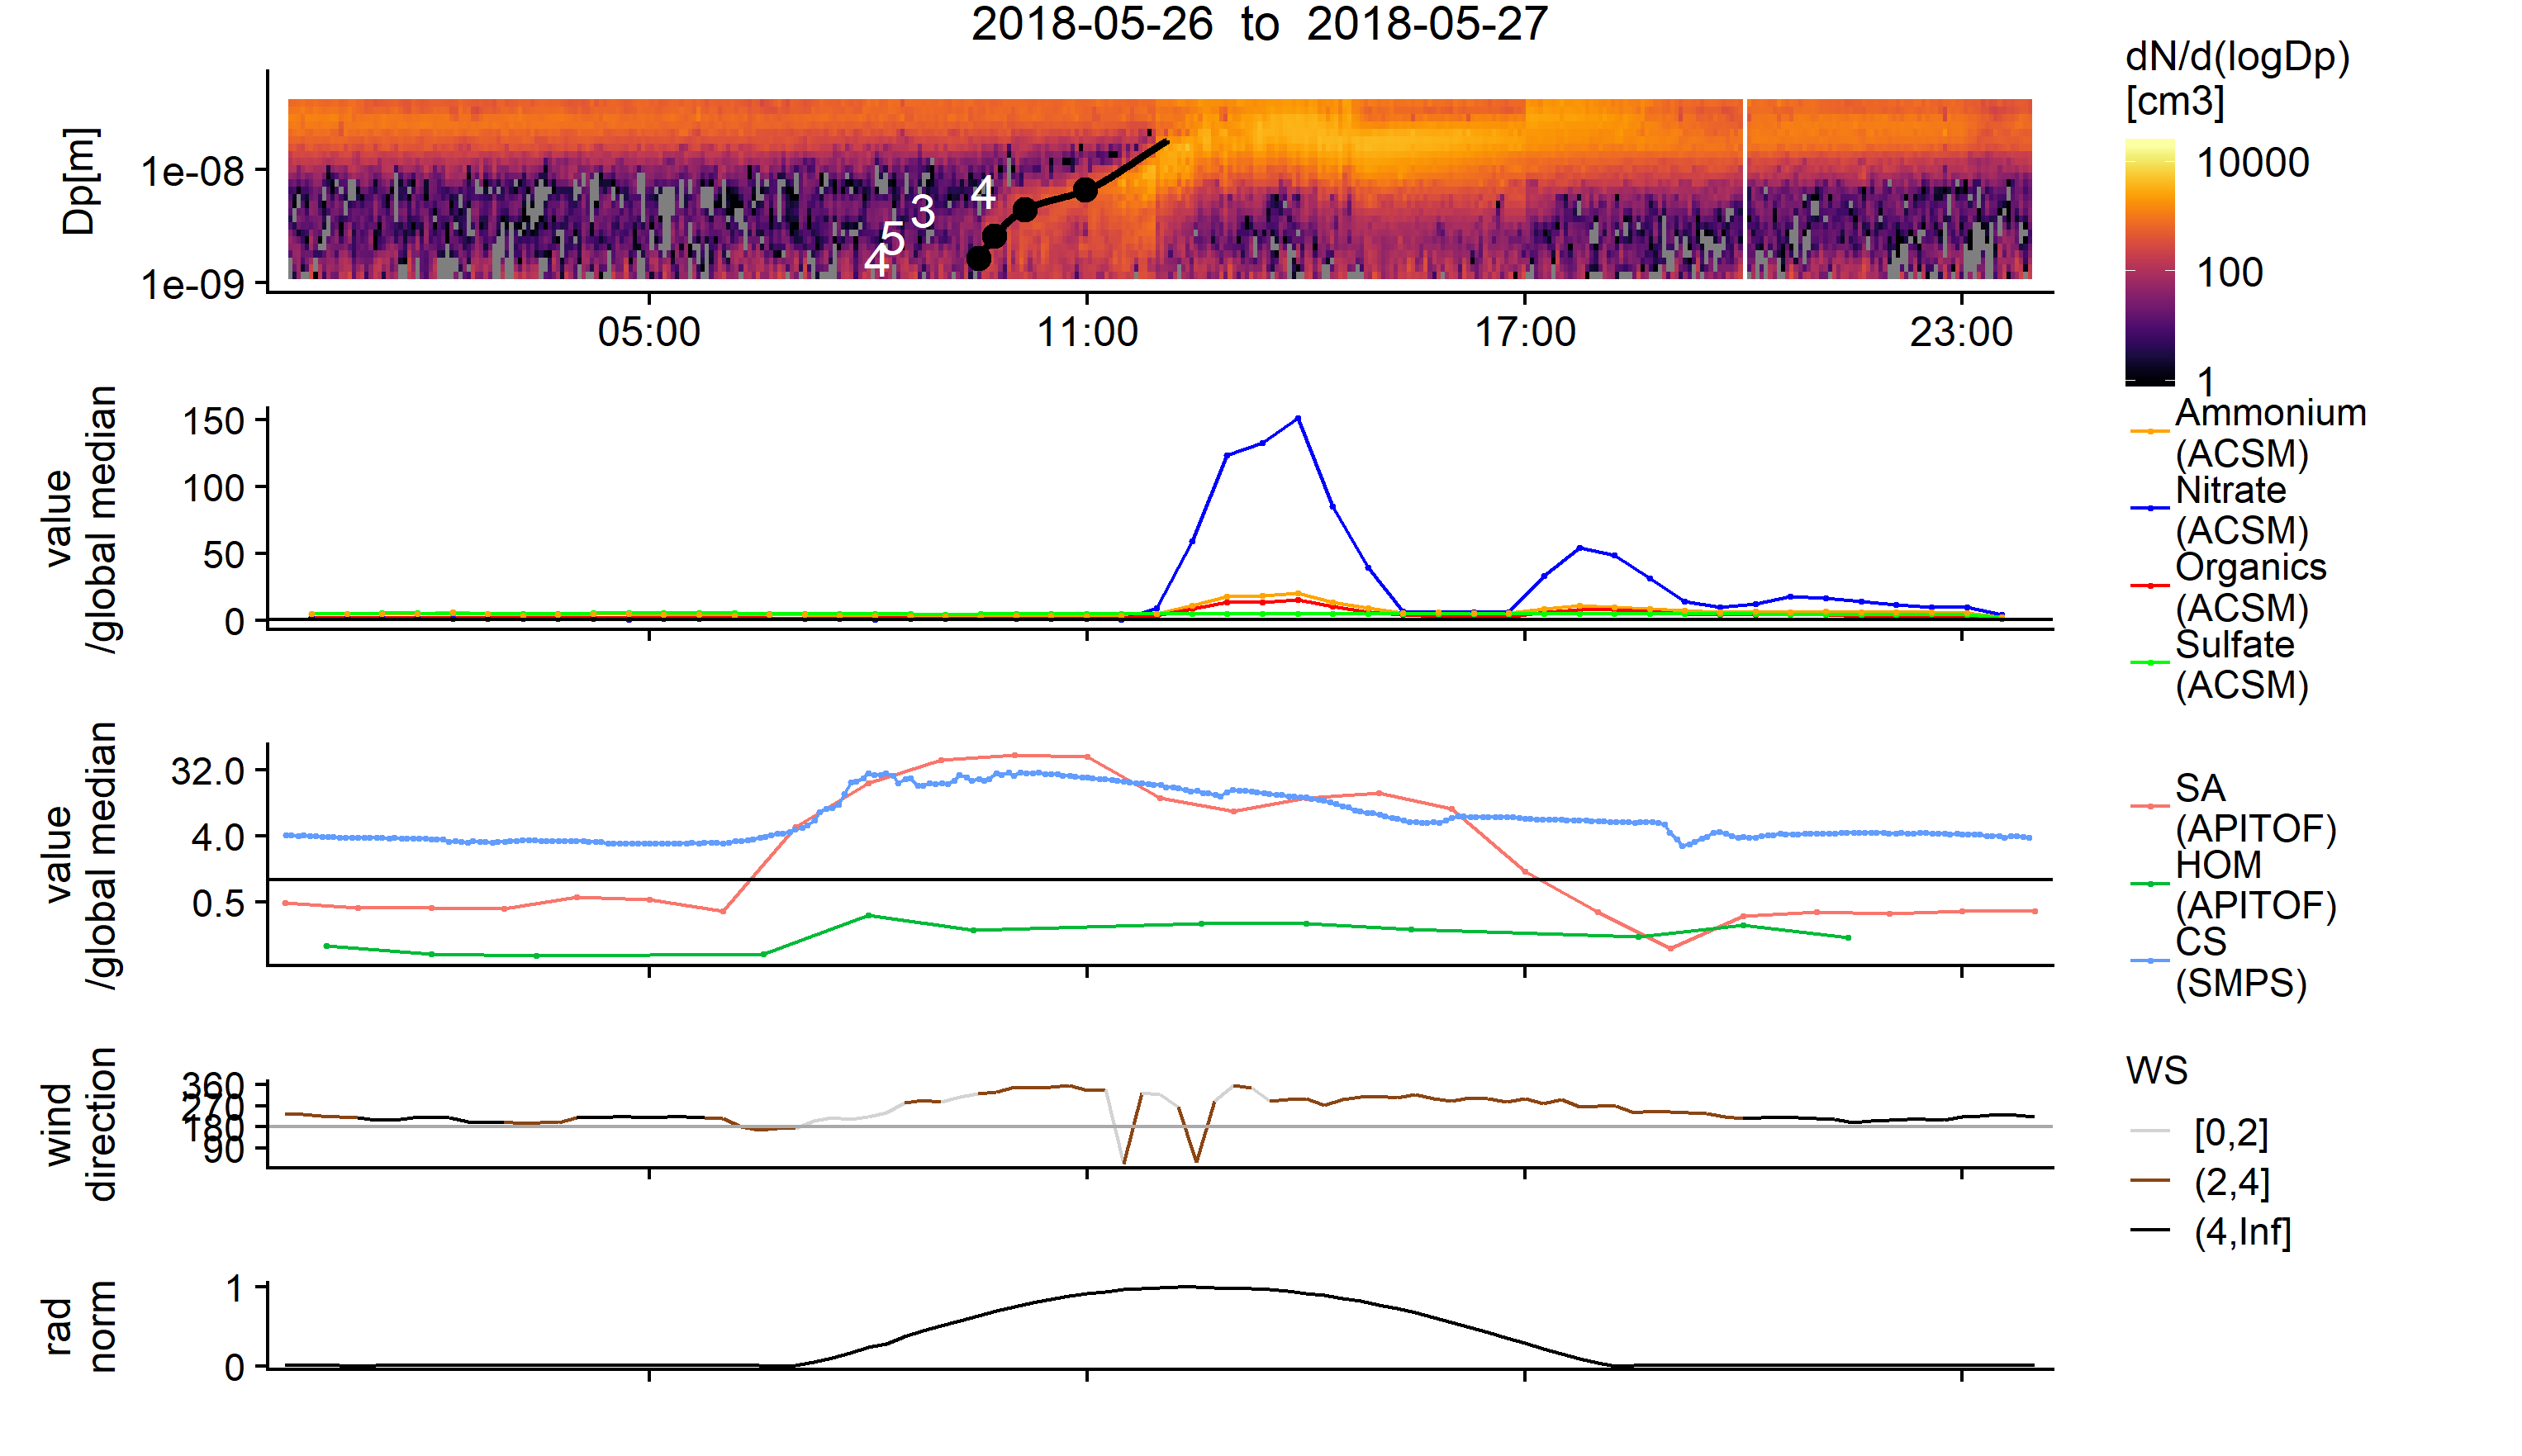 2018-05-26 to 2018-05-27
Dp[m]
1e-08
1e-09
4
3
5
4
05:00
11:00
17:00
23:00
dN/d(logDp)
[cm3]
10000
100
1
value
/global median
150
100
50
0
Ammonium
(ACSM)
Nitrate
(ACSM)
Organics
(ACSM)
Sulfate
(ACSM)
value
/global median
32.0
4.0
0.5
SA
(APITOF)
HOM
(APITOF)
CS
(SMPS)
wind
direction
360
270
180
90
WS
[0,2]
(2,4]
(4,Inf]
rad
norm
1
0